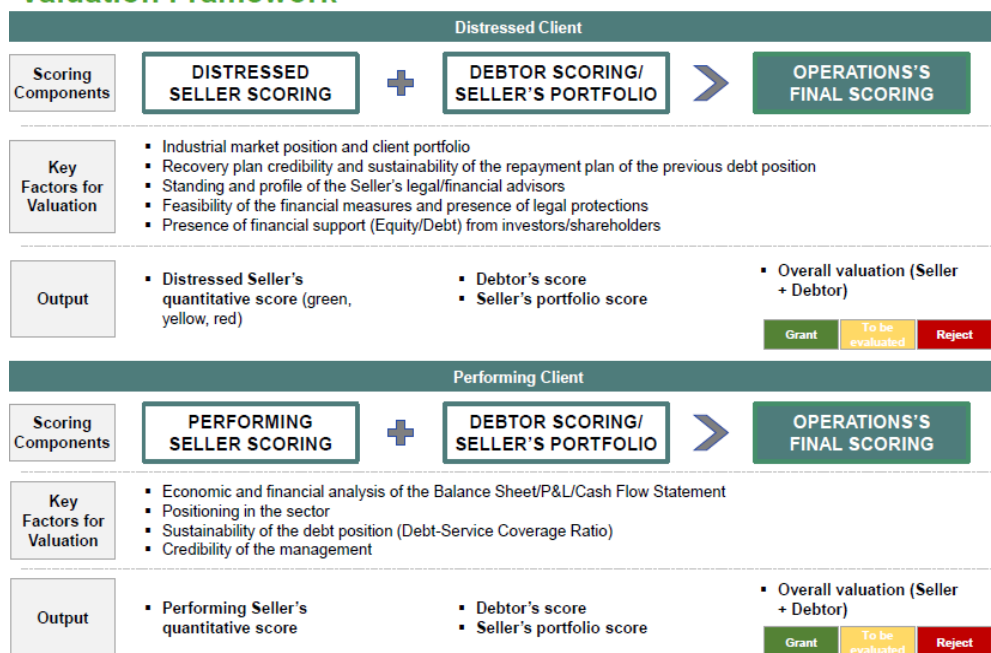 Valuation Framework
Distressed Client
Scoring
Components
DISTRESSED
SELLER SCORING
DEBTOR SCORING/
SELLER'S PORTFOLIO
OPERATIONS'S
FINAL SCORING
Key
Factors for
Valuation
▪ Industrial market position and client portfolio
▪ Recovery plan credibility and sustainability of the repayment plan of the previous debt position
▪ Standing and profile of the Seller's legal/financial advisors
▪ Feasibility of the financial measures and presence of legal protections
▪ Presence of financial support (Equity/Debt) from investors/shareholders
Output
▪ Distressed Seller's
quantitative score (green,
yellow, red)
▪ Debtor's score
▪ Seller's portfolio score
▪ Overall valuation (Seller
+ Debtor)
Grant
To be
evaluated
Reject
Performing Client
Scoring
Components
PERFORMING
SELLER SCORING
DEBTOR SCORING/
SELLER'S PORTFOLIO
OPERATIONS'S
FINAL SCORING
Key
Factors for
Valuation
▪ Economic and financial analysis of the Balance Sheet/P&L/Cash Flow Statement
▪ Positioning in the sector
▪ Sustainability of the debt position (Debt-Service Coverage Ratio)
▪ Credibility of the management
Output
▪ Performing Seller's
quantitative score
▪ Debtor's score
▪ Seller's portfolio score
▪ Overall valuation (Seller
+ Debtor)
Grant
To be
evaluated
Reject